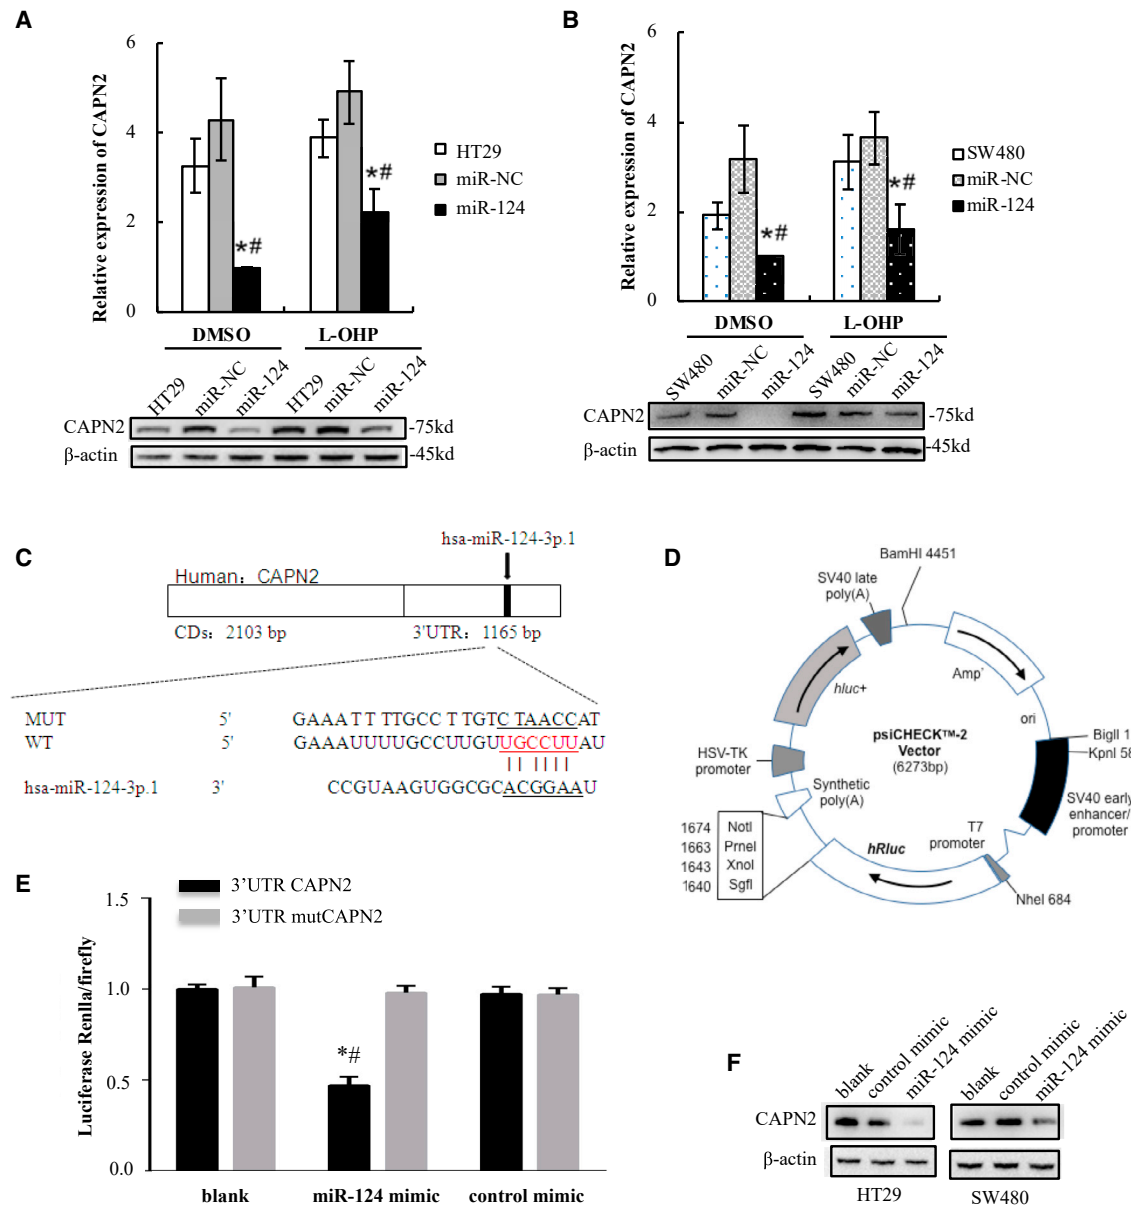 A
6
4
2
0
Relative expression of CAPN2
*#
*#
HT29
miR-NC
miR-124
DMSO
L-OHP
HT29
miR-NC
miR-124
HT29
miR-NC
miR-124
CAPN2
-75kd
β-actin
-45kd
B
6
4
2
0
Relative expression of CAPN2
*#
*#
SW480
miR-NC
miR-124
DMSO
L-OHP
SW480
miR-NC
miR-124
SW480
miR-NC
miR-124
CAPN2
-75kd
β-actin
-45kd
C
hsa-miR-124-3p.1
Human: CAPN2
CDs: 2103 bp
3'UTR: 1165 bp
MUT 5' GAAATTTTGCCTTGTCTAACCAT
WT 5' GAAAUUUUGCCUUGUUGCCUUAU
hsa-miR-124-3p.1 3' CCGUAAGUGGCGCACGGAAU
D
BamHI 4451
SV40 late
poly(A)
hluc+
Ampʳ
ori
HSV-TK
promoter
psiCHECK™-2
Vector
(6273bp)
BiglI 1
KpnI 58
Synthetic
poly(A)
SV40 early
enhancer/
promoter
T7
promoter
hRluc
1674 NotI
1663 PrneI
1643 XnoI
1640 SgfI
NheI 684
E
3'UTR CAPN2
3'UTR mutCAPN2
1.5
1.0
0.5
0.0
Luciferase Renlla/firefly
*#
blank
miR-124 mimic
control mimic
F
blank
control mimic
miR-124 mimic
blank
control mimic
miR-124 mimic
CAPN2
β-actin
HT29
SW480